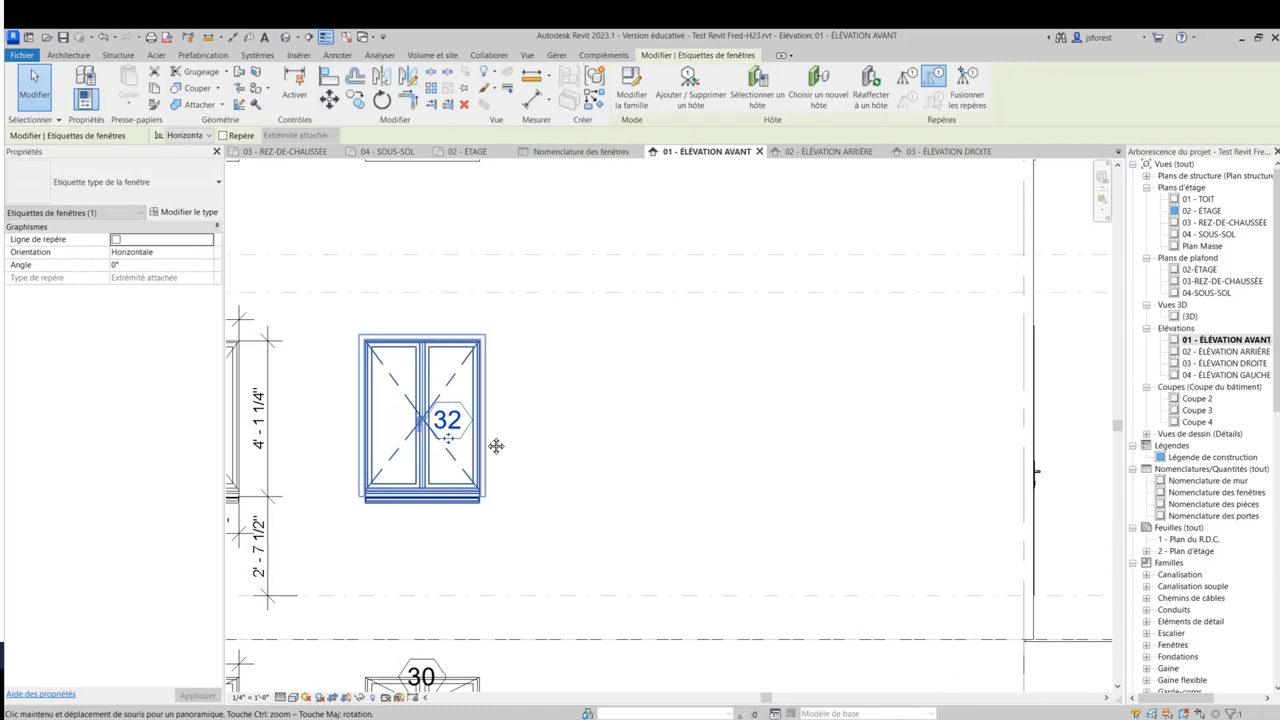 Autodesk Revit 2023.1 - Version éducative - Test Revit Fred-H23.rvt - Elévation: 01 - ÉLÉVATION AVANT
jsforest
Fichier Architecture Structure Acier Préfabrication Systèmes Insérer Annoter Analyser Volume et site Collaborer Vue Gérer Compléments Modifier | Etiquettes de fenêtres
Modifier
Coller
Grugeage
Couper
Attacher
Activer
Modifier la famille
Ajouter / Supprimer un hôte
Sélectionner un hôte
Choisir un nouvel hôte
Réaffecter à un hôte
Fusionner les repères
Sélectionner Propriétés Presse-papiers Géométrie Contrôles Modifier Vue Mesurer Créer Mode Hôte Repères
Modifier | Etiquettes de fenêtres Horizonta Repère Extrémité attaché
Propriétés
03 - REZ-DE-CHAUSSÉE 04 - SOUS-SOL 02 - ÉTAGE Nomenclature des fenêtres 01 - ÉLÉVATION AVANT 02 - ÉLÉVATION ARRIÈRE 03 - ÉLÉVATION DROITE
Etiquette type de la fenêtre
Etiquettes de fenêtres (1) Modifier le type
Graphismes
Ligne de repère
Orientation Horizontale
Angle 0°
Type de repère Extrémité attachée
4' - 1 1/4"
2' - 7 1/2"
32
30
Arborescence du projet - Test Revit Fre...
Vues (tout)
Plans de structure (Plan structure
Plans d'étage
01 - TOIT
02 - ÉTAGE
03 - REZ-DE-CHAUSSÉE
04 - SOUS-SOL
Plan Masse
Plans de plafond
02-ÉTAGE
03-REZ-DE-CHAUSSÉE
04-SOUS-SOL
Vues 3D
{3D}
Elévations
01 - ÉLÉVATION AVANT
02 - ÉLÉVATION ARRIÈRE
03 - ÉLÉVATION DROITE
04 - ÉLÉVATION GAUCHE
Coupes (Coupe du bâtiment)
Coupe 2
Coupe 3
Coupe 4
Vues de dessin (Détails)
Légendes
Légende de construction
Nomenclatures/Quantités (tout)
Nomenclature de mur
Nomenclature des fenêtres
Nomenclature des pièces
Nomenclature des portes
Feuilles (tout)
1 - Plan du R.D.C.
2 - Plan d'étage
Familles
Canalisation
Canalisation souple
Chemins de câbles
Conduits
Elements de détail
Escalier
Fenêtres
Fondations
Gaine
Gaine flexible
Garde-corps
Aide des propriétés Appliquer
1/4" = 1'-0"
Clic maintenu et déplacement de souris pour un panoramique. Touche Ctrl: zoom – Touche Maj: rotation.
:0
Modèle de base
:1